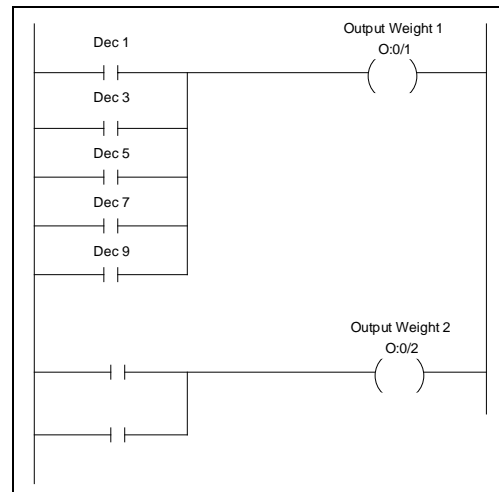 Output Weight 1
Dec 1
O:0/1
Dec 3
Dec 5
Dec 7
Dec 9
Output Weight 2
O:0/2